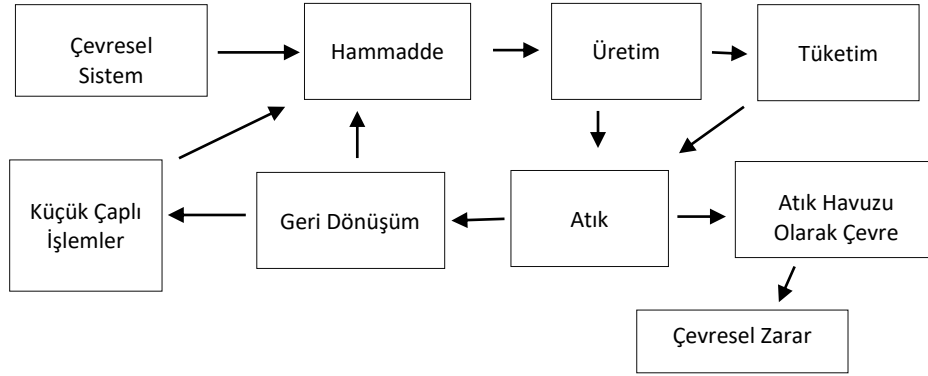 Çevresel
Sistem
Hammadde
Üretim
Tüketim
Küçük Çaplı
İşlemler
Geri Dönüşüm
Atık
Atık Havuzu
Olarak Çevre
Çevresel Zarar